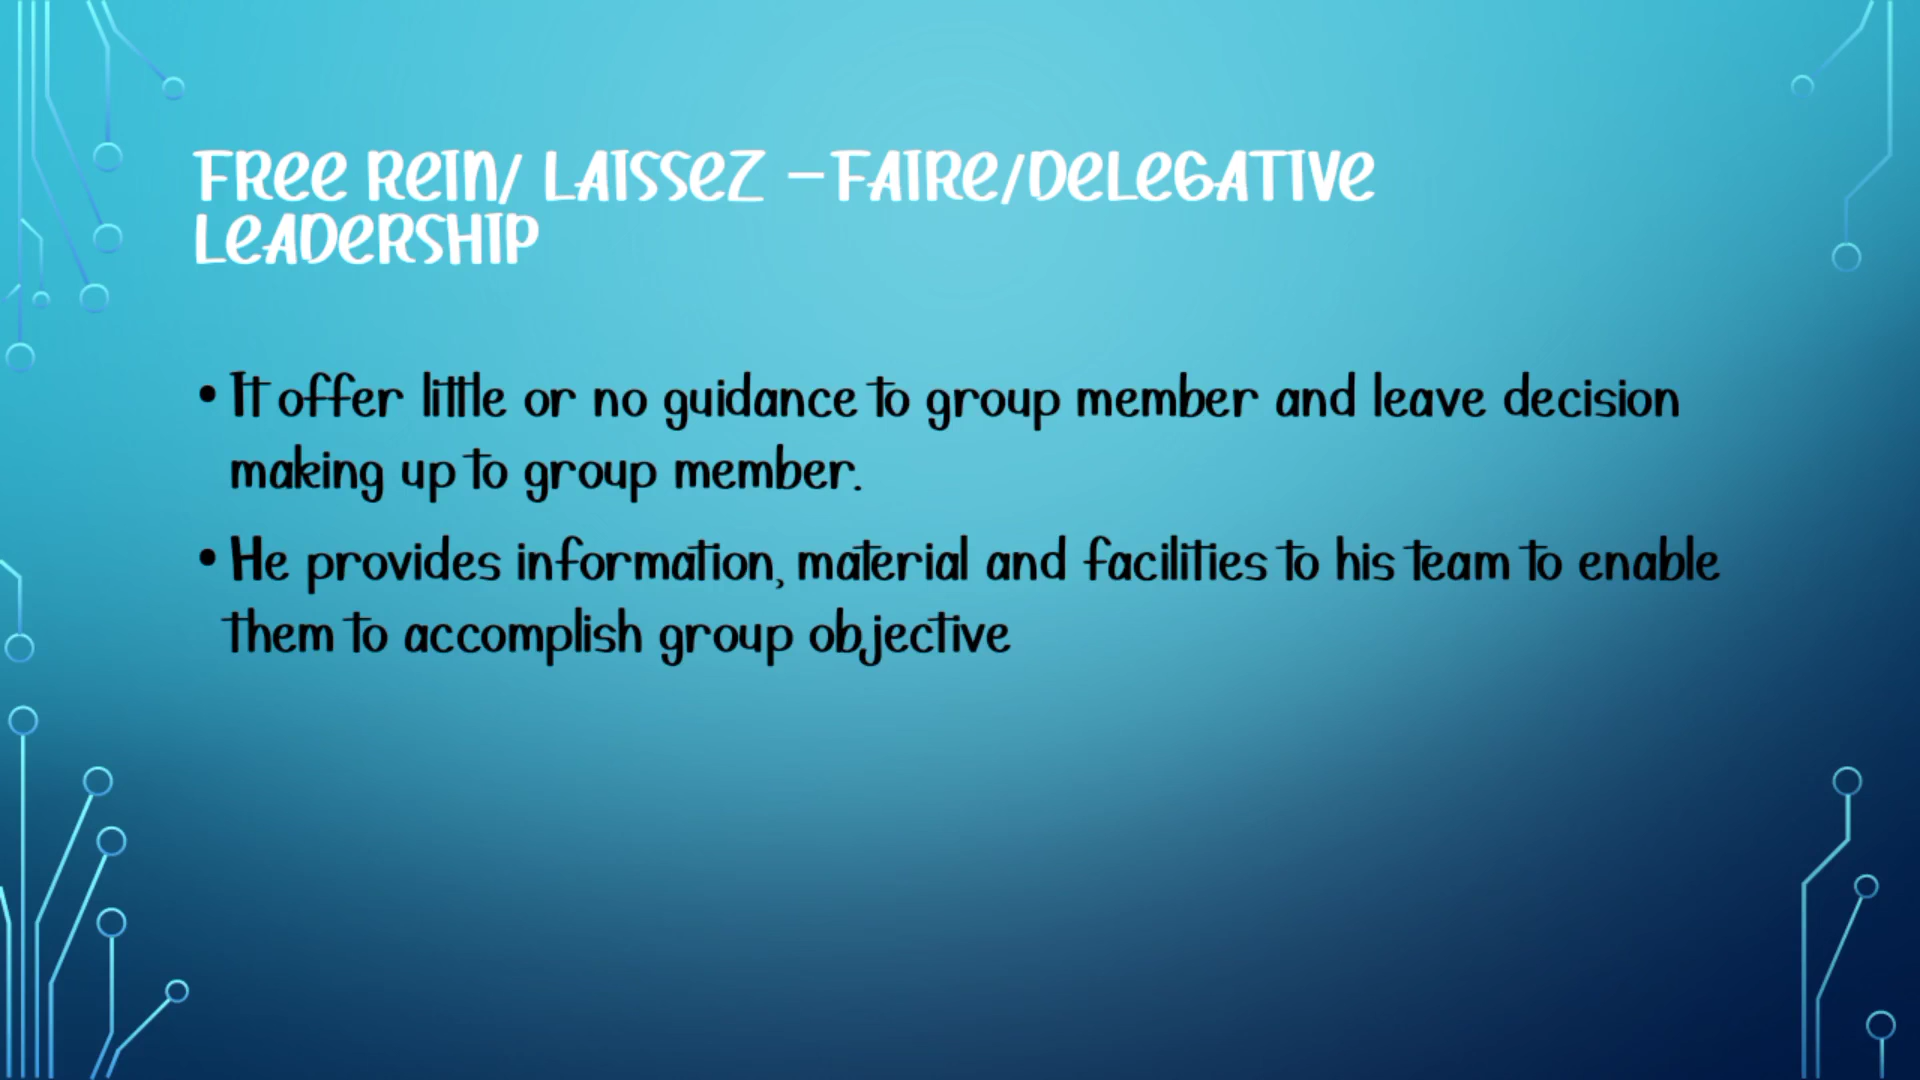 FREE REIN/ LAISSEZ –FAIRE/DELEGATIVE
LEADERSHIP
• It offer little or no guidance to group member and leave decision
making up to group member.
• He provides information, material and facilities to his team to enable
them to accomplish group objective